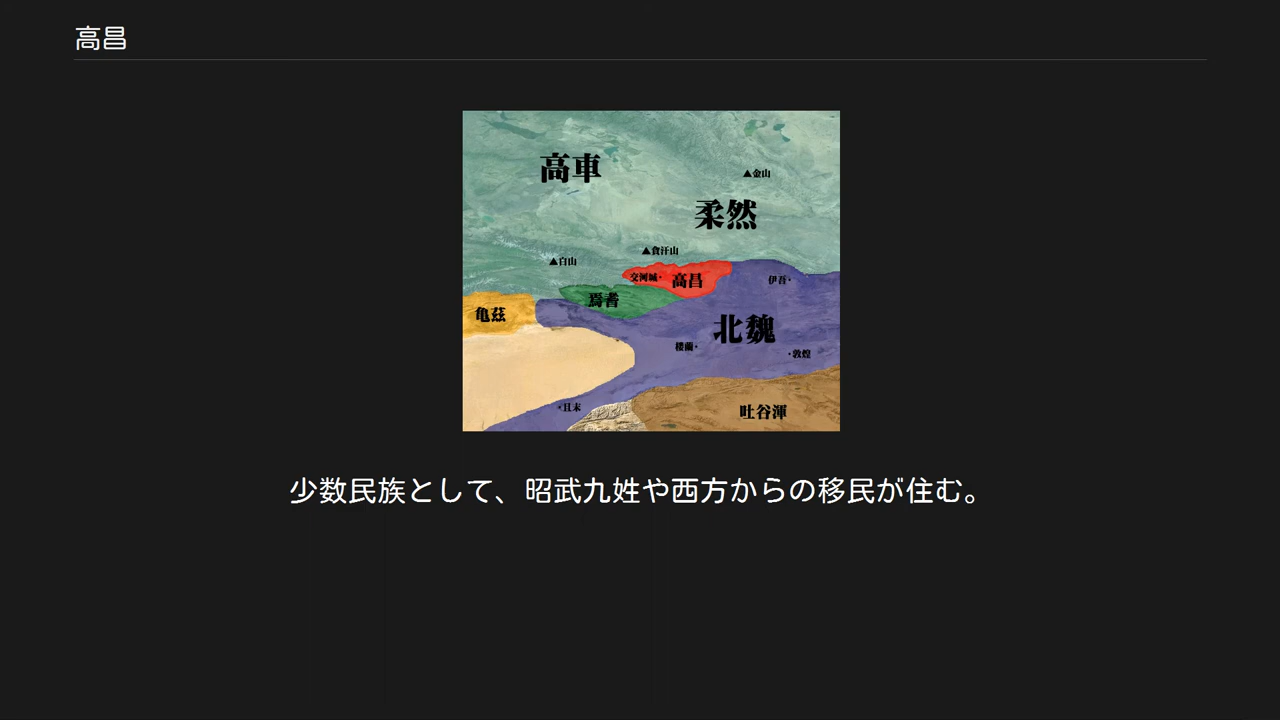 高昌
高車
▲金山
柔然
▲貪汗山
▲白山
交河城・
高昌
伊吾・
焉耆
亀茲
北魏
楼蘭・
・敦煌
・且末
吐谷渾
少数民族として、昭武九姓や西方からの移民が住む。